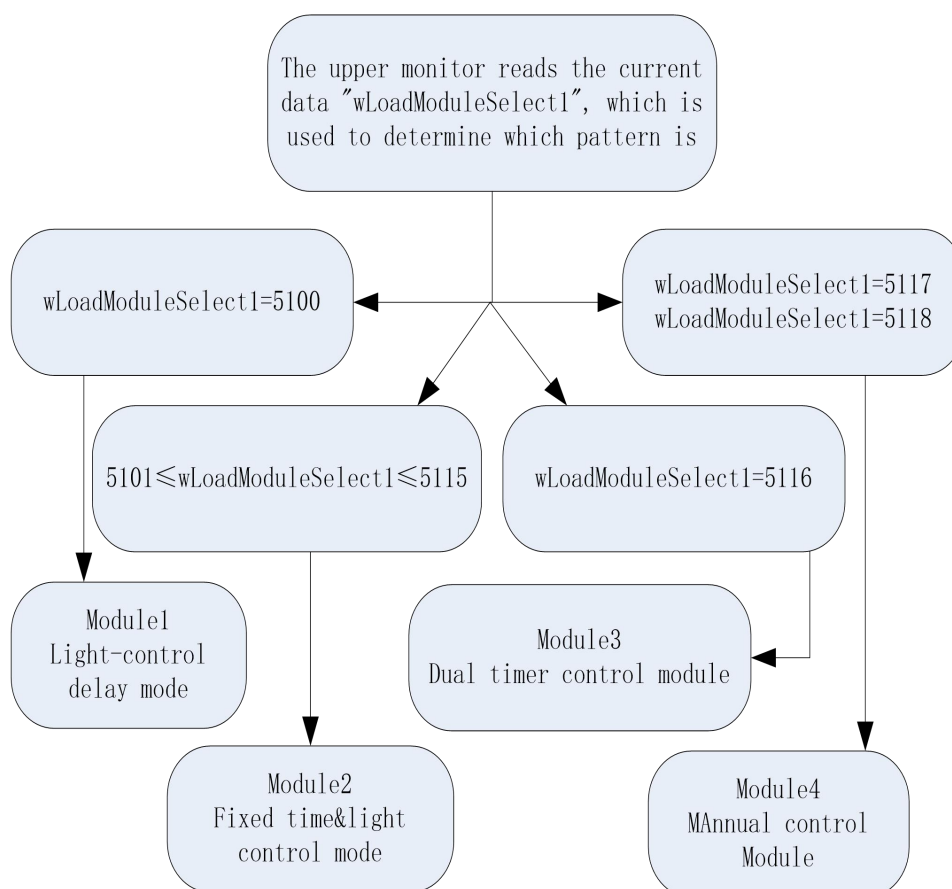 The upper monitor reads the current
data "wLoadModuleSelect1", which is
used to determine which pattern is
wLoadModuleSelect1=5100
wLoadModuleSelect1=5117
wLoadModuleSelect1=5118
5101≤wLoadModuleSelect1≤5115
wLoadModuleSelect1=5116
Module1
Light-control
delay mode
Module3
Dual timer control module
Module2
Fixed time&light
control mode
Module4
MAnnual control
Module